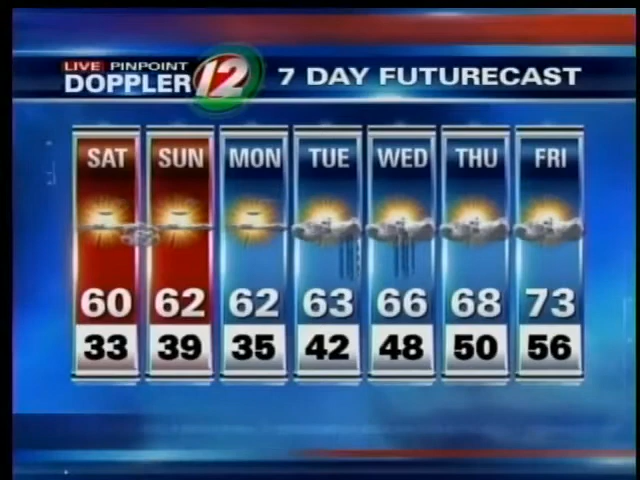 LIVE PINPOINT
DOPPLER 12
7 DAY FUTURECAST
SAT SUN MON TUE WED THU FRI
60 62 62 63 66 68 73
33 39 35 42 48 50 56